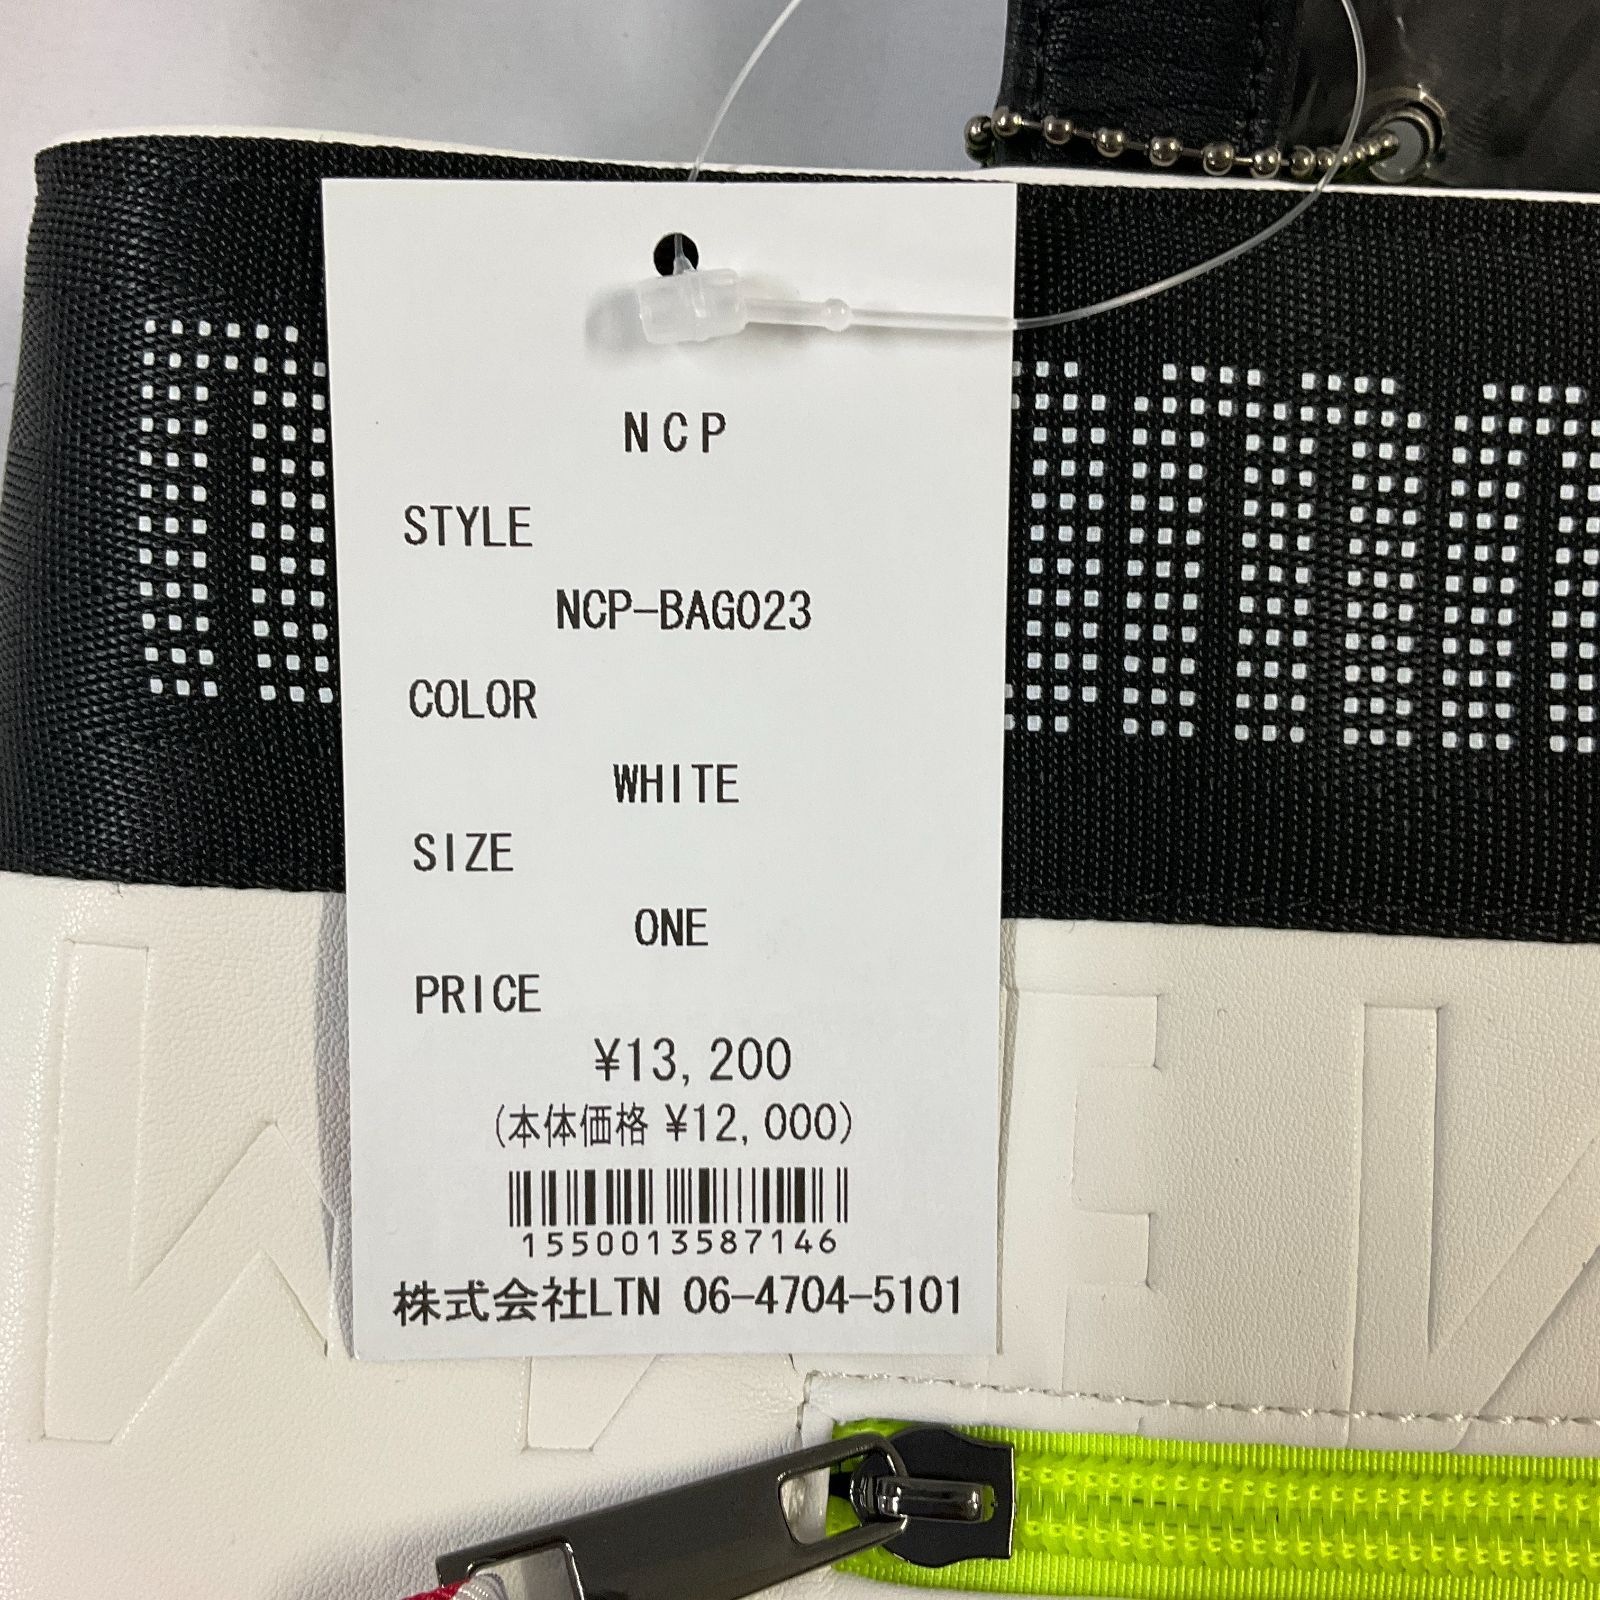 NCP
STYLE
NCP-BAG023
COLOR
WHITE
SIZE
ONE
PRICE
¥13,200
(本体価格 ¥12,000)
1550013587146
株式会社LTN 06-4704-5101